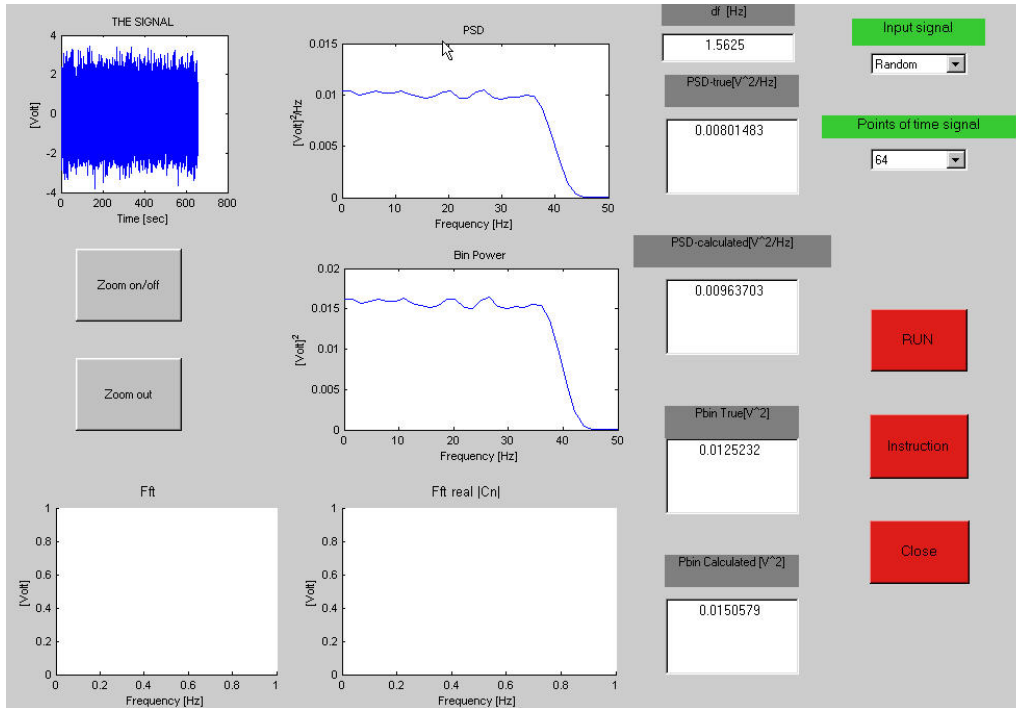 THE SIGNAL
4
2
0
-2
-4
[Volt]
0 200 400 600 800
Time [sec]
PSD
0.015
0.01
0.005
0
[Volt]²/Hz
0 10 20 30 40 50
Frequency [Hz]
df [Hz]
1.5625
PSD-true[V^2/Hz]
0.00801483
Input signal
Random
Points of time signal
64
Zoom on/off
Zoom out
Bin Power
0.02
0.015
0.01
0.005
0
[Volt]²
0 10 20 30 40 50
Frequency [Hz]
PSD-calculated[V^2/Hz]
0.00963703
Pbin True[V^2]
0.0125232
RUN
Instruction
Close
Fft
1
0.8
0.6
0.4
0.2
0
[Volt]
0 0.2 0.4 0.6 0.8 1
Frequency [Hz]
Fft real |Cn|
1
0.8
0.6
0.4
0.2
0
[Volt]
0 0.2 0.4 0.6 0.8 1
Frequency [Hz]
Pbin Calculated [V^2]
0.0150579